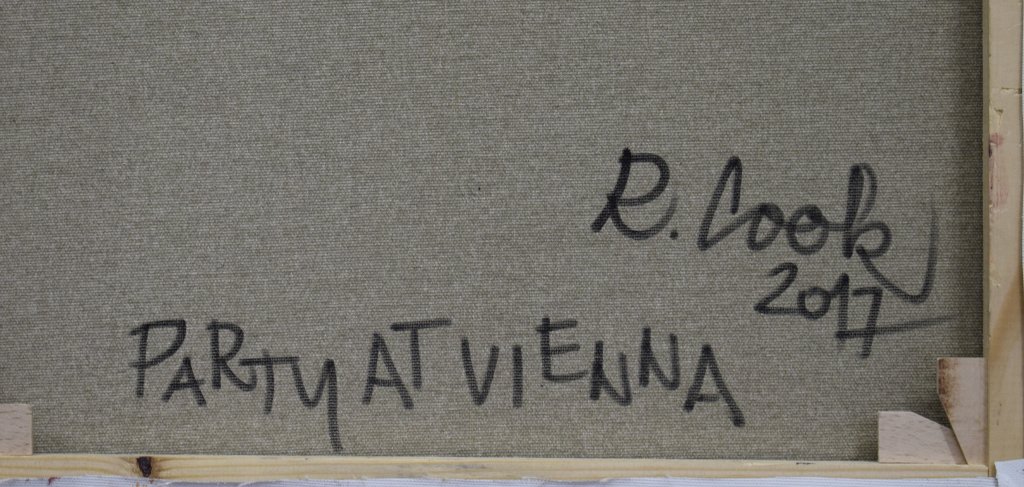 R. Cook
2017
PARTY AT VIENNA